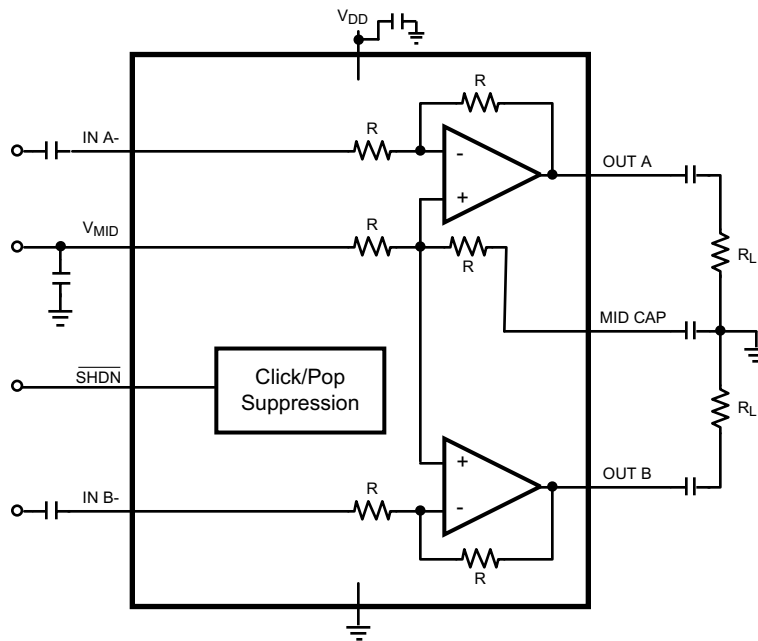 VDD
R
IN A-
R
-
OUT A
+
VMID
R
R
RL
MID CAP
SHDN
Click/Pop
Suppression
RL
+
OUT B
IN B-
R
-
R